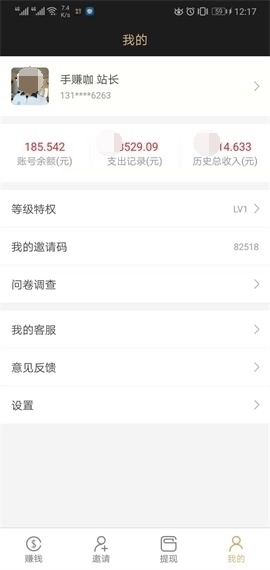 7.4
K/s
59
12:17
我的
手赚咖 站长
131****6263
185.542
529.09
4.633
账号余额(元)
支出记录(元)
历史总收入(元)
等级特权
LV1
我的邀请码
82518
问卷调查
我的客服
意见反馈
设置
赚钱
邀请
提现
我的